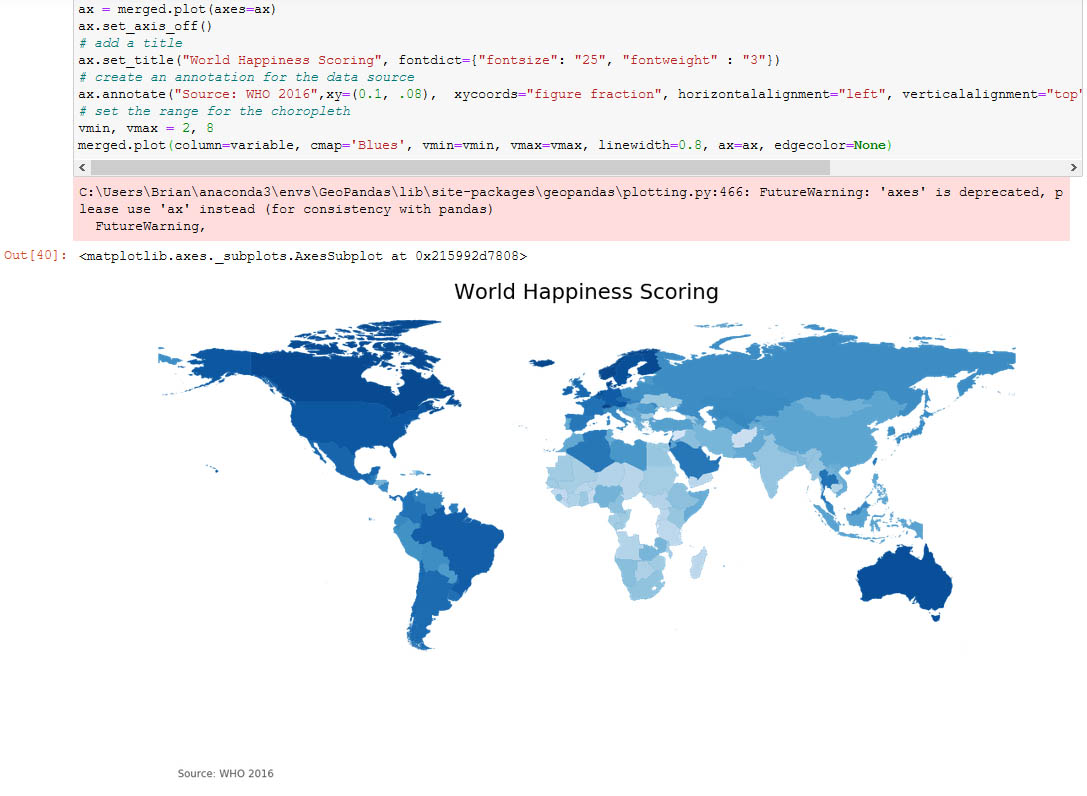 ax = merged.plot(axes=ax)
ax.set_axis_off()
# add a title
ax.set_title("World Happiness Scoring", fontdict={"fontsize": "25", "fontweight" : "3"})
# create an annotation for the data source
ax.annotate("Source: WHO 2016",xy=(0.1, .08),  xycoords="figure fraction", horizontalalignment="left", verticalalignment="top"
# set the range for the choropleth
vmin, vmax = 2, 8
merged.plot(column=variable, cmap='Blues', vmin=vmin, vmax=vmax, linewidth=0.8, ax=ax, edgecolor=None)
C:\Users\Brian\anaconda3\envs\GeoPandas\lib\site-packages\geopandas\plotting.py:466: FutureWarning: 'axes' is deprecated, p
lease use 'ax' instead (for consistency with pandas)
  FutureWarning,
Out[40]: <matplotlib.axes._subplots.AxesSubplot at 0x215992d7808>
World Happiness Scoring
Source: WHO 2016